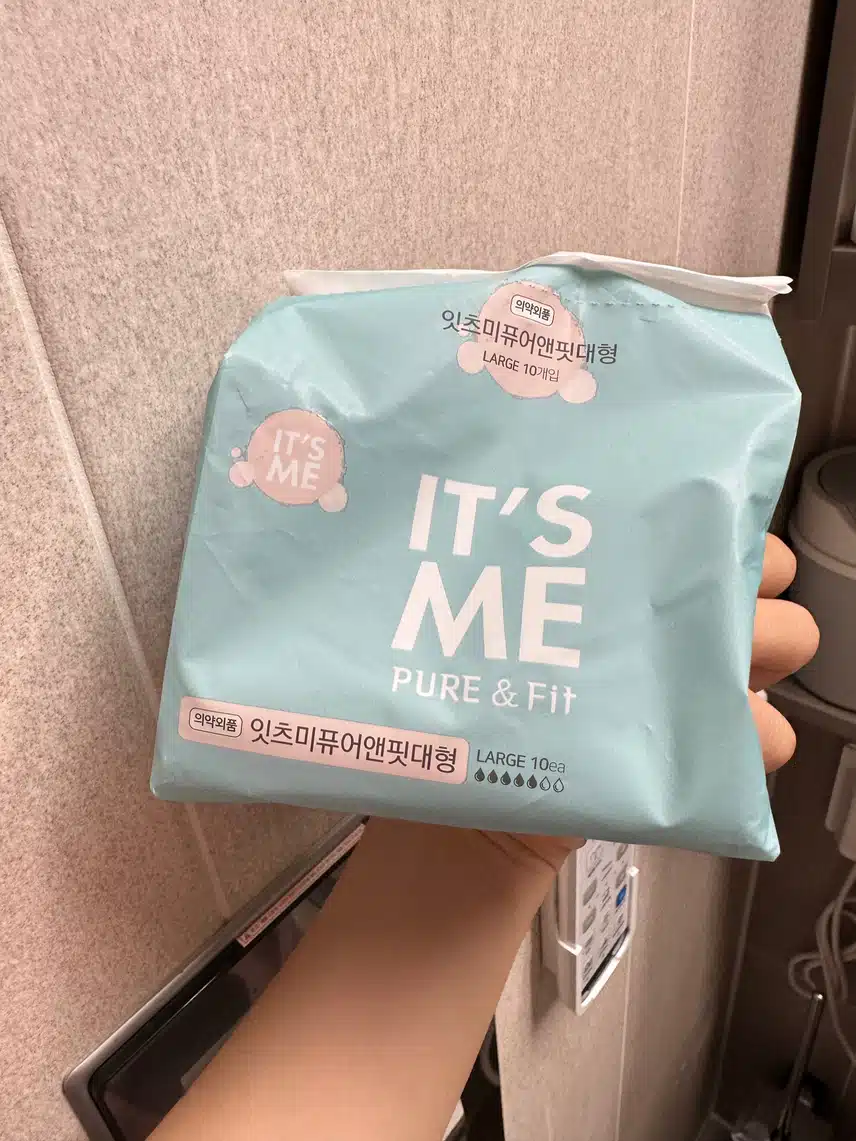 의약외품
잇츠미퓨어앤핏대형
LARGE 10개입
IT'S
ME
IT'S
ME
PURE & Fit
의약외품 잇츠미퓨어앤핏대형
LARGE 10ea